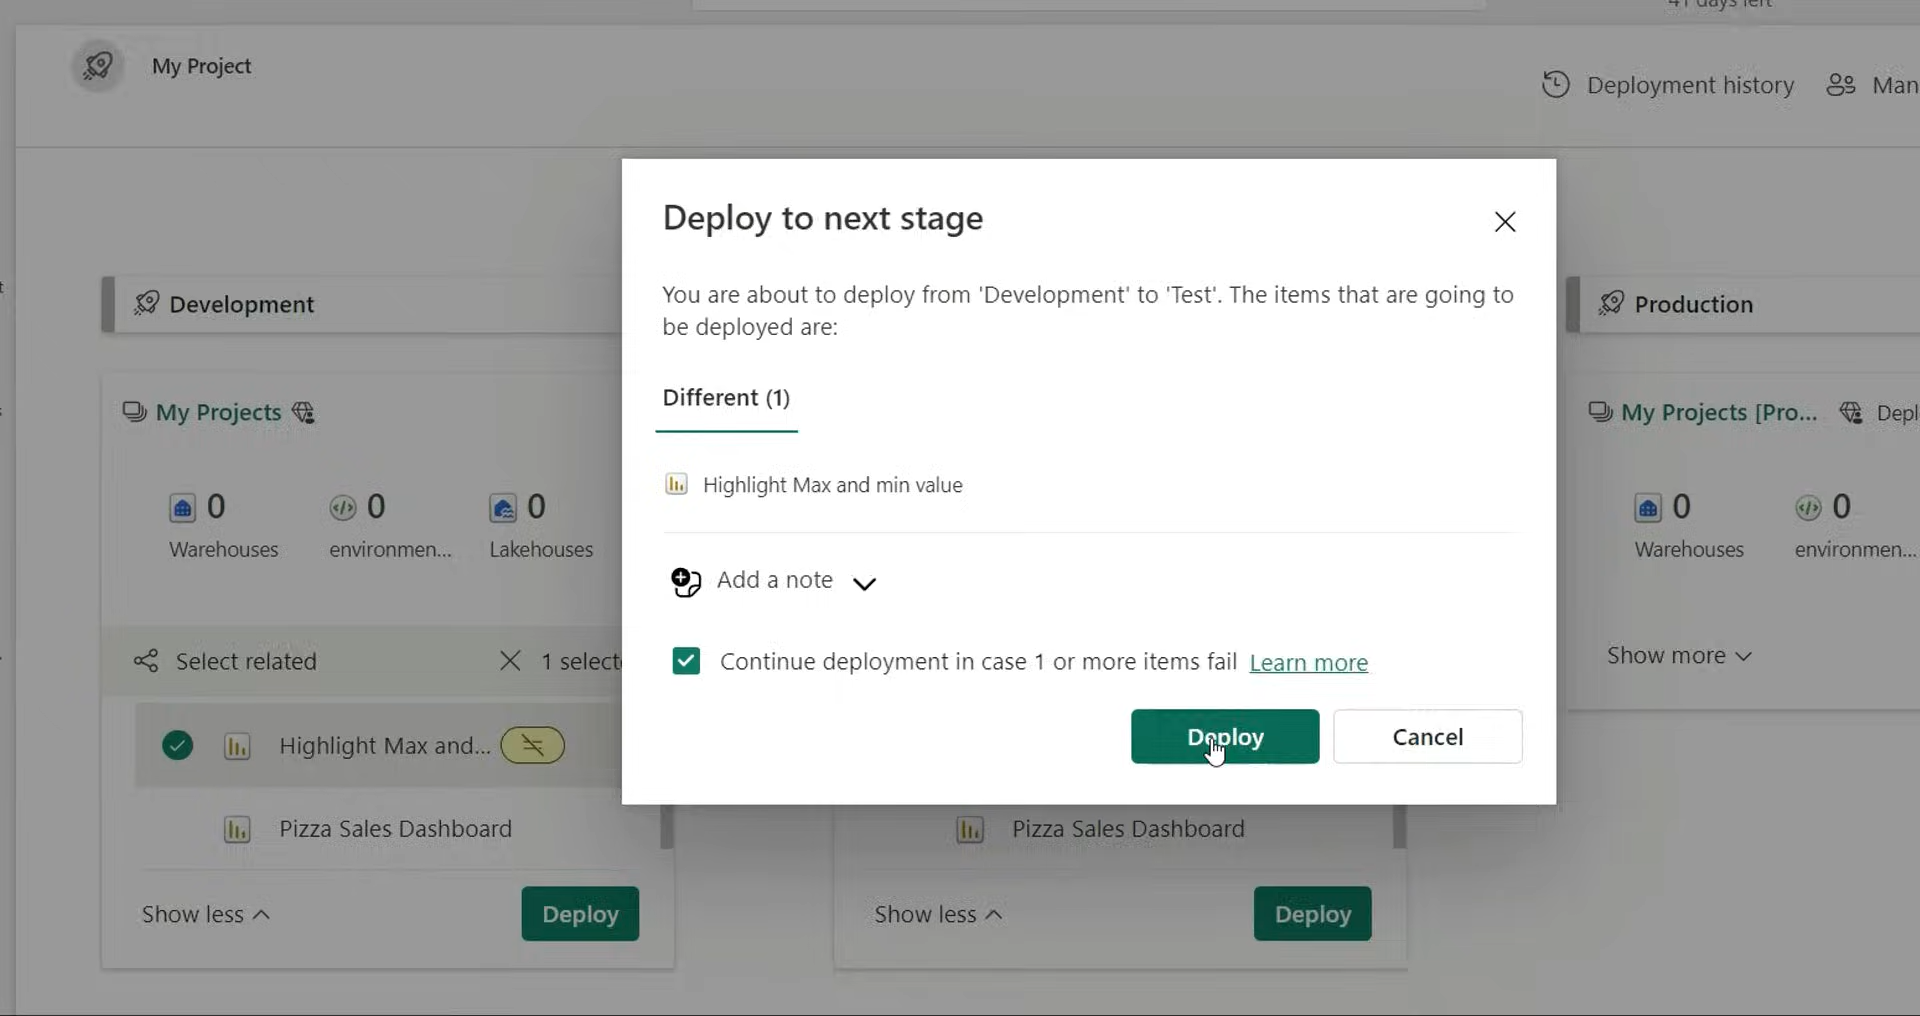 41 days left
My Project
Deployment history
Man
Deploy to next stage
You are about to deploy from 'Development' to 'Test'. The items that are going to
be deployed are:
Different (1)
Highlight Max and min value
Add a note
Continue deployment in case 1 or more items fail Learn more
Deploy
Cancel
Development
My Projects
0
Warehouses
0
environmen...
0
Lakehouses
Select related
1 select
Highlight Max and...
Pizza Sales Dashboard
Show less
Deploy
Pizza Sales Dashboard
Show less
Deploy
Production
My Projects [Pro...
Depl
0
Warehouses
0
environmen...
Show more